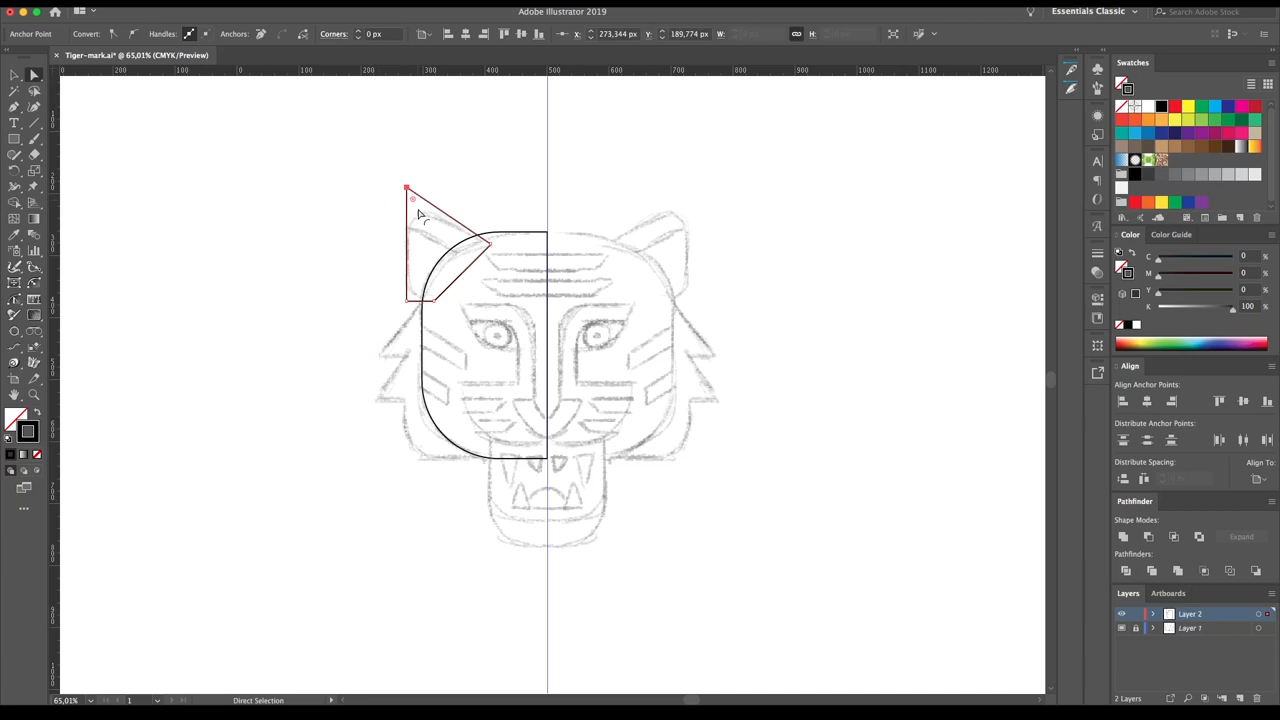 Adobe Illustrator 2019
Essentials Classic
Search Adobe Stock
Anchor Point
Convert:
Handles:
Anchors:
Corners:
0 px
X:
273,344 px
Y:
189,774 px
W:
H:
× Tiger-mark.ai* @ 65,01% (CMYK/Preview)
0 200 100 0 200 300 400 500 600 700 800 900 1000 1200
Swatches
Color
Color Guide
C
0
%
M
0
%
Y
0
%
K
100
%
Align
Align Anchor Points:
Distribute Anchor Points:
Distribute Spacing:
Align To:
Pathfinder
Shape Modes:
Expand
Pathfinders:
Layers
Artboards
Layer 2
Layer 1
2 Layers
65,01%
1
Direct Selection